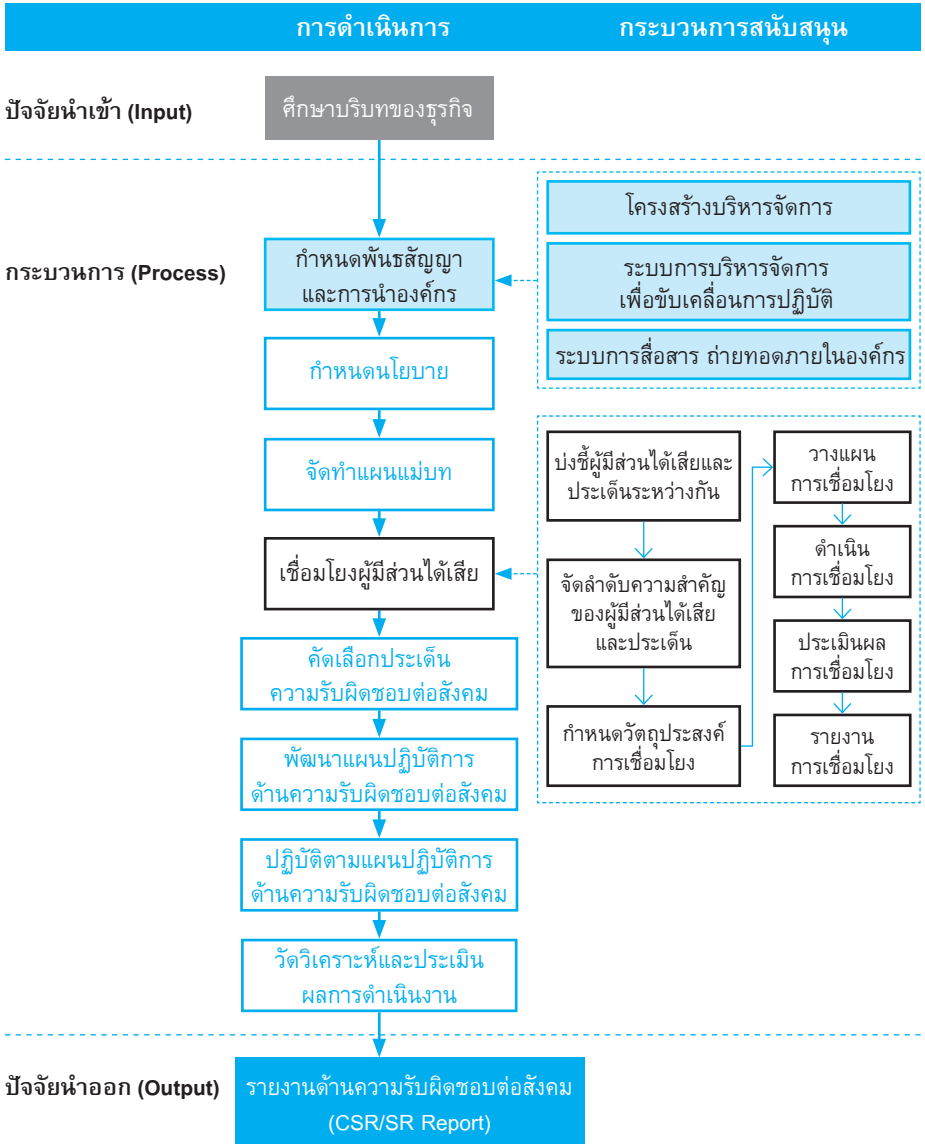 การดำเนินการ
กระบวนการสนับสนุน
ปัจจัยนำเข้า (Input)
ศึกษาบริบทของธุรกิจ
กระบวนการ (Process)
กำหนดพันธสัญญา
และการนำองค์กร
กำหนดนโยบาย
จัดทำแผนแม่บท
เชื่อมโยงผู้มีส่วนได้เสีย
คัดเลือกประเด็น
ความรับผิดชอบต่อสังคม
พัฒนาแผนปฏิบัติการ
ด้านความรับผิดชอบต่อสังคม
ปฏิบัติตามแผนปฏิบัติการ
ด้านความรับผิดชอบต่อสังคม
วัดวิเคราะห์และประเมิน
ผลการดำเนินงาน
โครงสร้างบริหารจัดการ
ระบบการบริหารจัดการ
เพื่อขับเคลื่อนการปฏิบัติ
ระบบการสื่อสาร ถ่ายทอดภายในองค์กร
บ่งชี้ผู้มีส่วนได้เสียและ
ประเด็นระหว่างกัน
จัดลำดับความสำคัญ
ของผู้มีส่วนได้เสีย
และประเด็น
กำหนดวัตถุประสงค์
การเชื่อมโยง
วางแผน
การเชื่อมโยง
ดำเนิน
การเชื่อมโยง
ประเมินผล
การเชื่อมโยง
รายงาน
การเชื่อมโยง
ปัจจัยนำออก (Output)
รายงานด้านความรับผิดชอบต่อสังคม
(CSR/SR Report)